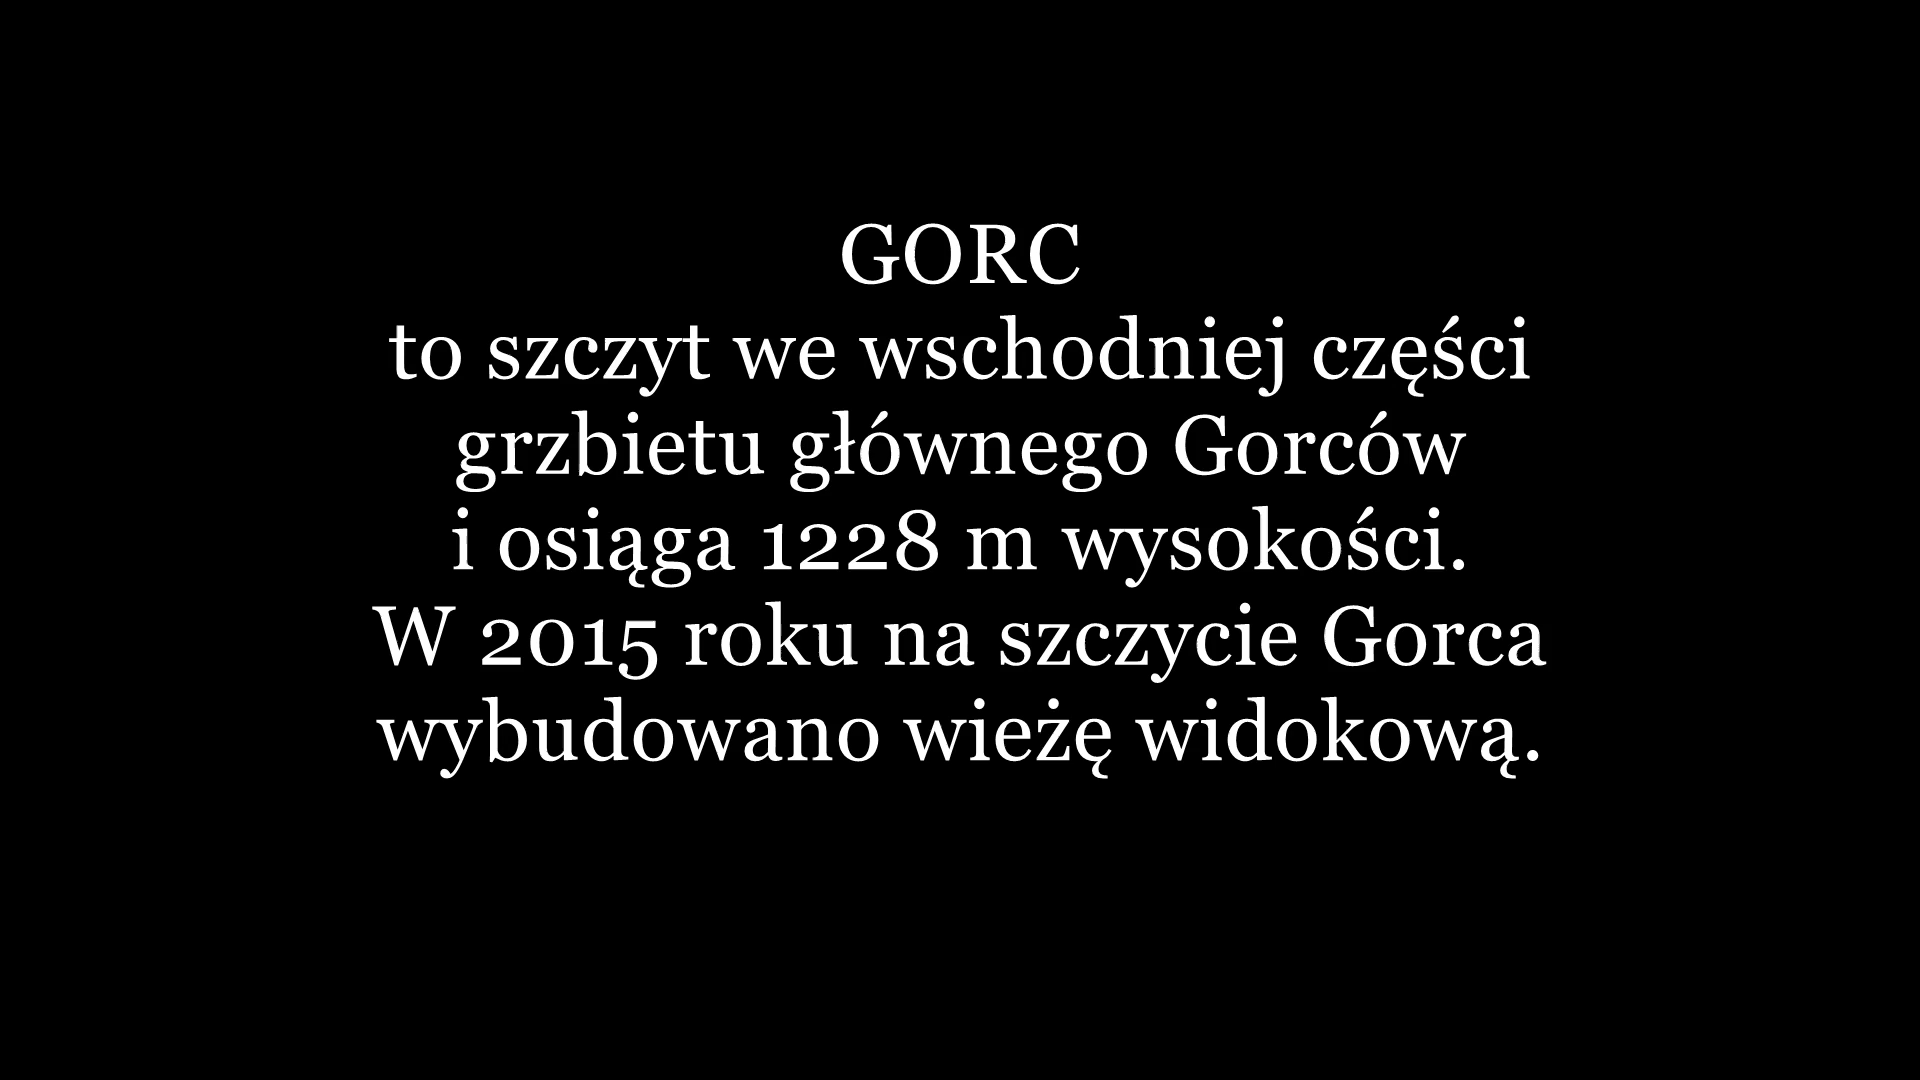 GORC
to szczyt we wschodniej części
grzbietu głównego Gorców
i osiąga 1228 m wysokości.
W 2015 roku na szczycie Gorca
wybudowano wieżę widokową.